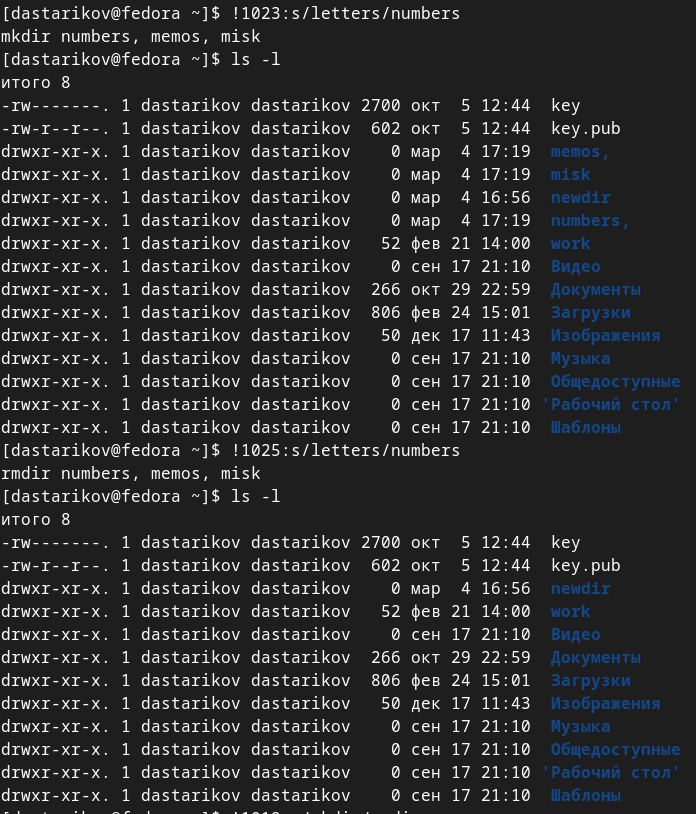 [dastarikov@fedora ~]$ !1023:s/letters/numbers
mkdir numbers, memos, misk
[dastarikov@fedora ~]$ ls -l
итого 8
-rw-------. 1 dastarikov dastarikov 2700 окт  5 12:44  key
-rw-r--r--. 1 dastarikov dastarikov  602 окт  5 12:44  key.pub
drwxr-xr-x. 1 dastarikov dastarikov    0 мар  4 17:19  memos,
drwxr-xr-x. 1 dastarikov dastarikov    0 мар  4 17:19  misk
drwxr-xr-x. 1 dastarikov dastarikov    0 мар  4 16:56  newdir
drwxr-xr-x. 1 dastarikov dastarikov    0 мар  4 17:19  numbers,
drwxr-xr-x. 1 dastarikov dastarikov   52 фев 21 14:00  work
drwxr-xr-x. 1 dastarikov dastarikov    0 сен 17 21:10  Видео
drwxr-xr-x. 1 dastarikov dastarikov  266 окт 29 22:59  Документы
drwxr-xr-x. 1 dastarikov dastarikov  806 фев 24 15:01  Загрузки
drwxr-xr-x. 1 dastarikov dastarikov   50 дек 17 11:43  Изображения
drwxr-xr-x. 1 dastarikov dastarikov    0 сен 17 21:10  Музыка
drwxr-xr-x. 1 dastarikov dastarikov    0 сен 17 21:10  Общедоступные
drwxr-xr-x. 1 dastarikov dastarikov    0 сен 17 21:10 'Рабочий стол'
drwxr-xr-x. 1 dastarikov dastarikov    0 сен 17 21:10  Шаблоны
[dastarikov@fedora ~]$ !1025:s/letters/numbers
rmdir numbers, memos, misk
[dastarikov@fedora ~]$ ls -l
итого 8
-rw-------. 1 dastarikov dastarikov 2700 окт  5 12:44  key
-rw-r--r--. 1 dastarikov dastarikov  602 окт  5 12:44  key.pub
drwxr-xr-x. 1 dastarikov dastarikov    0 мар  4 16:56  newdir
drwxr-xr-x. 1 dastarikov dastarikov   52 фев 21 14:00  work
drwxr-xr-x. 1 dastarikov dastarikov    0 сен 17 21:10  Видео
drwxr-xr-x. 1 dastarikov dastarikov  266 окт 29 22:59  Документы
drwxr-xr-x. 1 dastarikov dastarikov  806 фев 24 15:01  Загрузки
drwxr-xr-x. 1 dastarikov dastarikov   50 дек 17 11:43  Изображения
drwxr-xr-x. 1 dastarikov dastarikov    0 сен 17 21:10  Музыка
drwxr-xr-x. 1 dastarikov dastarikov    0 сен 17 21:10  Общедоступные
drwxr-xr-x. 1 dastarikov dastarikov    0 сен 17 21:10 'Рабочий стол'
drwxr-xr-x. 1 dastarikov dastarikov    0 сен 17 21:10  Шаблоны